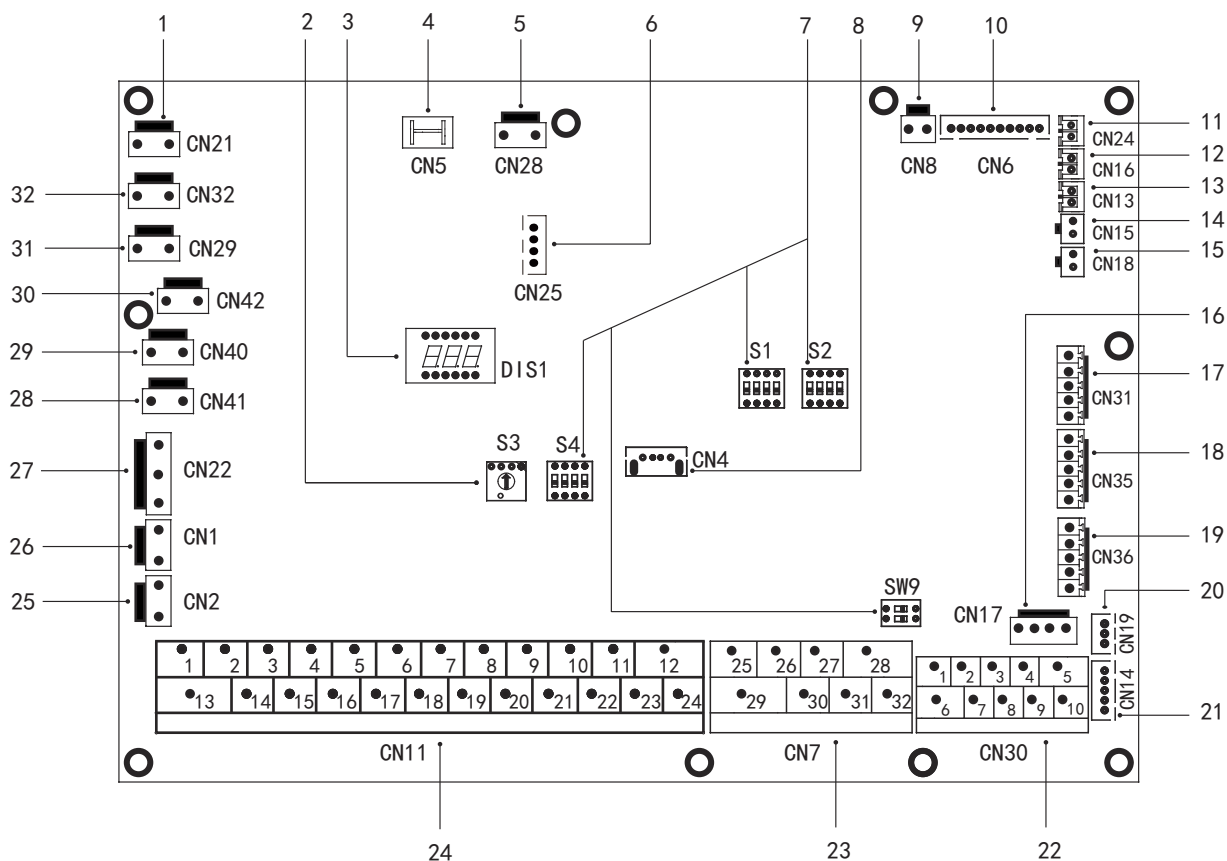 1 2 3 4 5 6 7 8 9 10
11
CN21 CN5 CN28 CN8 CN6 CN24
12
CN16
32 CN32 13
CN13
14
CN15
31 CN29 15
CN18
CN25
30 CN42 16
29 CN40
3 DIS1 S1 S2 17
28 CN41 CN31
27 CN22 S3 S4 CN4 18
CN35
2 8
26 CN1 19
CN36
25 CN2 SW9 20
CN17 CN19
1 2 3 4 5 6 7 8 9 10 11 12 25 26 27 28 1 2 3 4 5
13 14 15 16 17 18 19 20 21 22 23 24 29 30 31 32 6 7 8 9 10 CN14
21
CN11 CN7 CN30
24 23 22